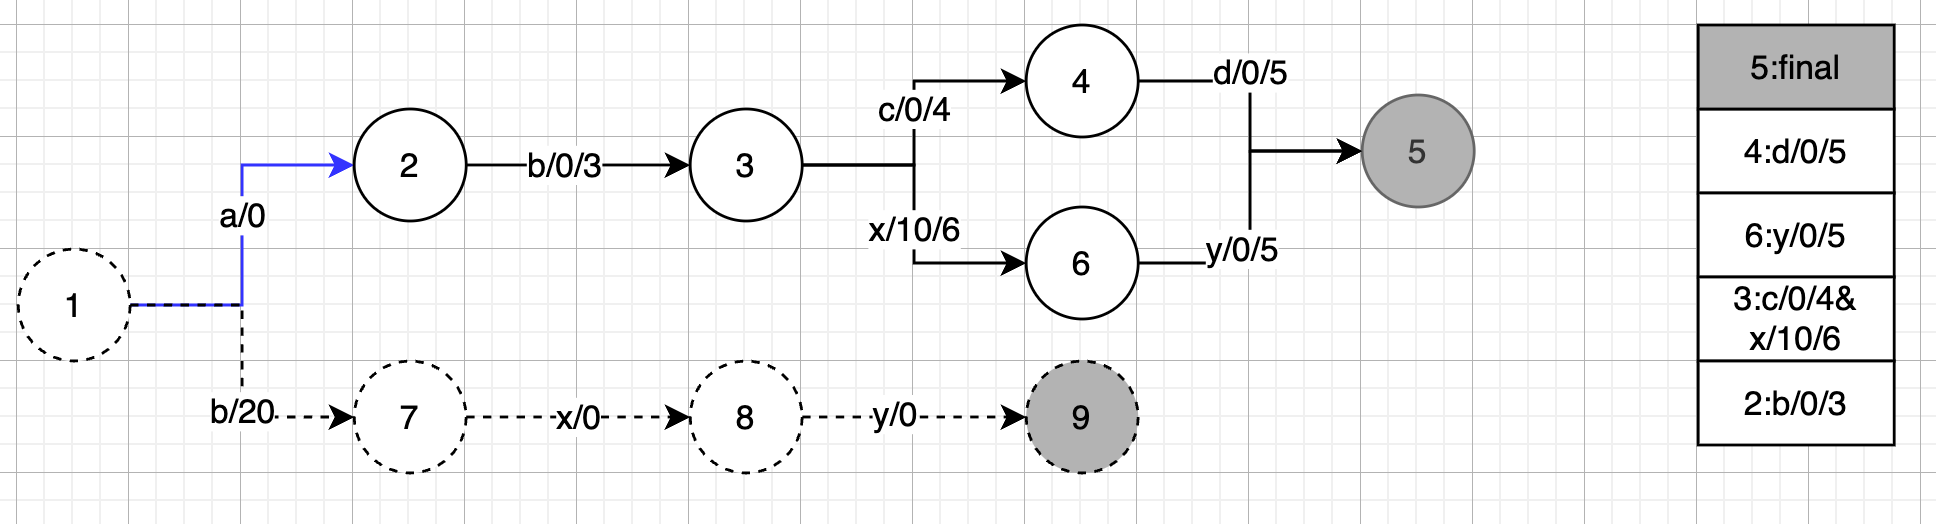 1
a/0
b/20
2
b/0/3
3
c/0/4
x/10/6
4
d/0/5
6
y/0/5
5
7
x/0
8
y/0
9
5:final
4:d/0/5
6:y/0/5
3:c/0/4&
x/10/6
2:b/0/3